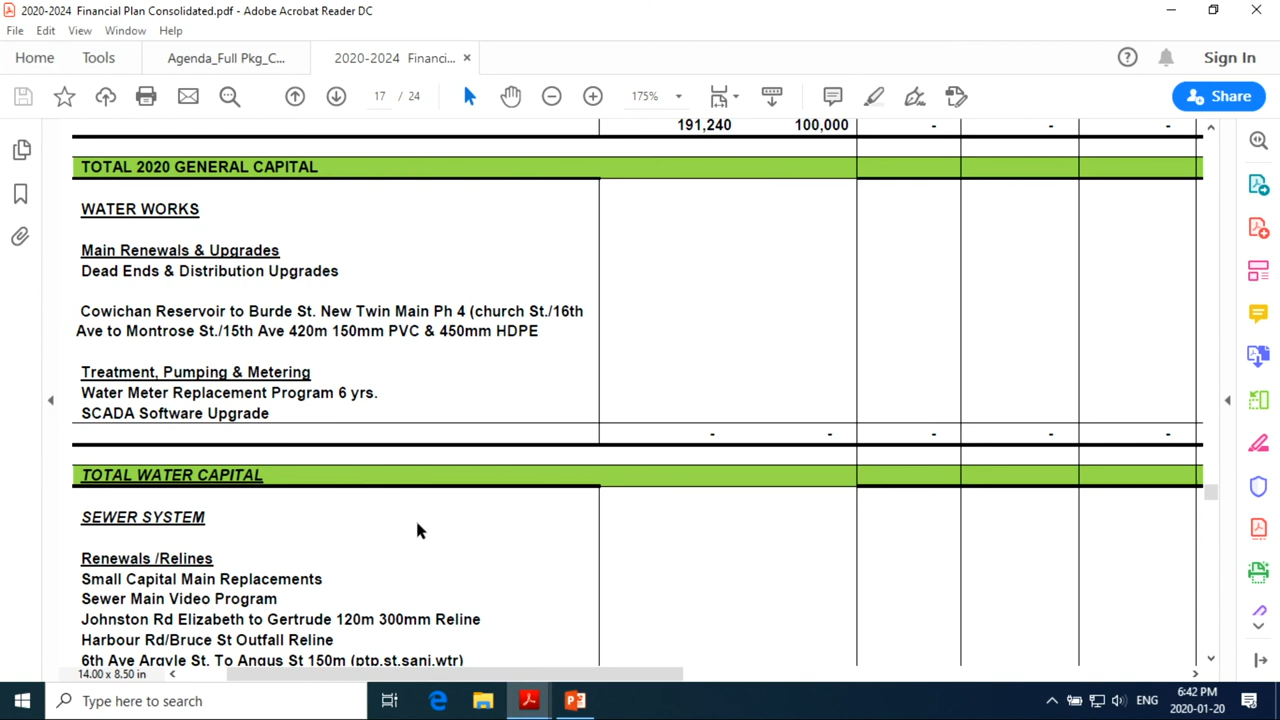 2020-2024 Financial Plan Consolidated.pdf - Adobe Acrobat Reader DC
File Edit View Window Help
Home Tools Agenda_Full Pkg_C... 2020-2024 Financi... × Sign In
17 / 24 175% Share
191,240 100,000 - - -
TOTAL 2020 GENERAL CAPITAL
WATER WORKS
Main Renewals & Upgrades
Dead Ends & Distribution Upgrades
Cowichan Reservoir to Burde St. New Twin Main Ph 4 (church St./16th
Ave to Montrose St./15th Ave 420m 150mm PVC & 450mm HDPE
Treatment, Pumping & Metering
Water Meter Replacement Program 6 yrs.
SCADA Software Upgrade
- - - - -
TOTAL WATER CAPITAL
SEWER SYSTEM
Renewals /Relines
Small Capital Main Replacements
Sewer Main Video Program
Johnston Rd Elizabeth to Gertrude 120m 300mm Reline
Harbour Rd/Bruce St Outfall Reline
6th Ave Argyle St. To Angus St 150m (ptp,st,sani,wtr)
14.00 x 8.50 in
Type here to search
ENG
6:42 PM
2020-01-20